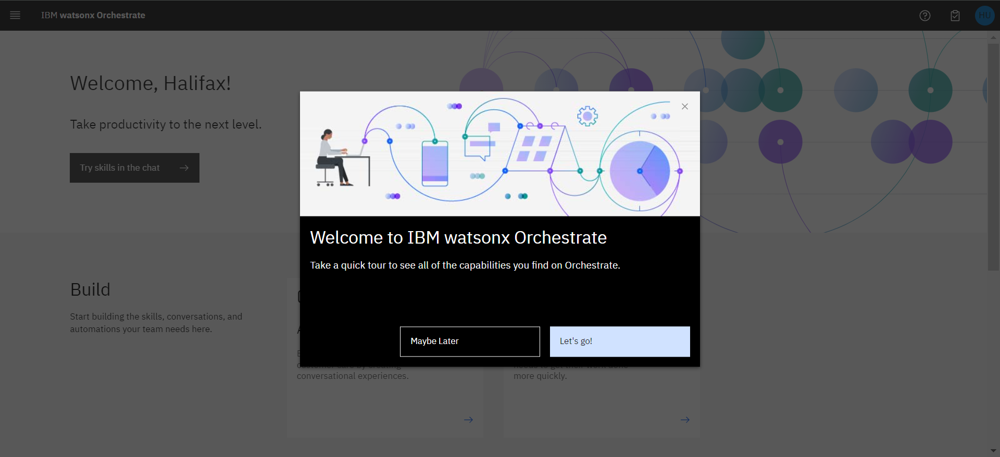 IBM watsonx Orchestrate
HU
Welcome, Halifax!
Take productivity to the next level.
Try skills in the chat
Welcome to IBM watsonx Orchestrate
Take a quick tour to see all of the capabilities you find on Orchestrate.
Maybe Later
Let's go!
Build
Start building the skills, conversations, and
automations your team needs here.
conversational experiences.
more quickly.